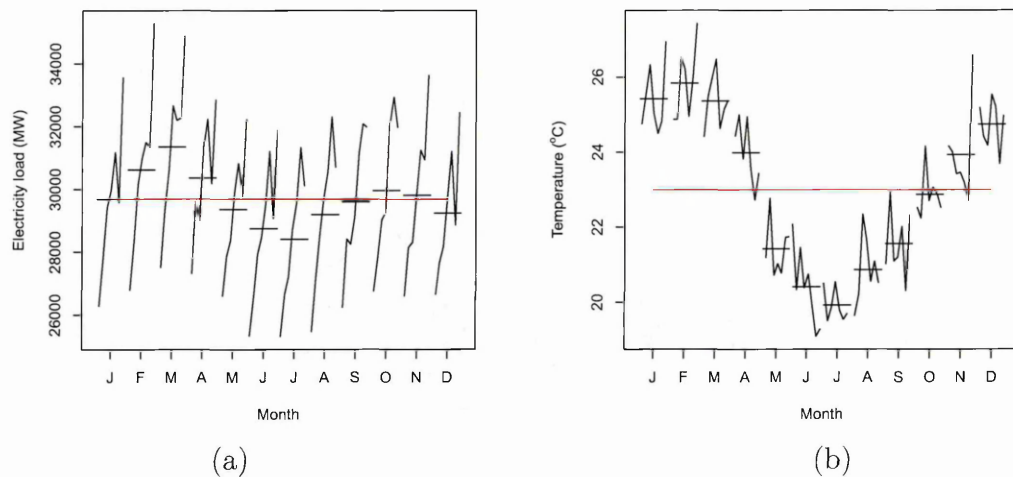 Electricity load (MW)
34000
32000
30000
28000
26000
J F M A M J J A S O N D
Month
(a)
Temperature (°C)
26
24
22
20
J F M A M J J A S O N D
Month
(b)